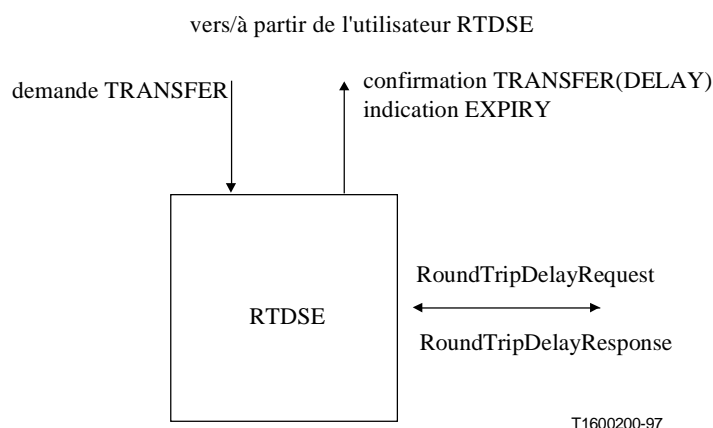 vers/à partir de l'utilisateur RTDSE
demande TRANSFER
confirmation TRANSFER(DELAY)
indication EXPIRY
RTDSE
RoundTripDelayRequest
RoundTripDelayResponse
T1600200-97